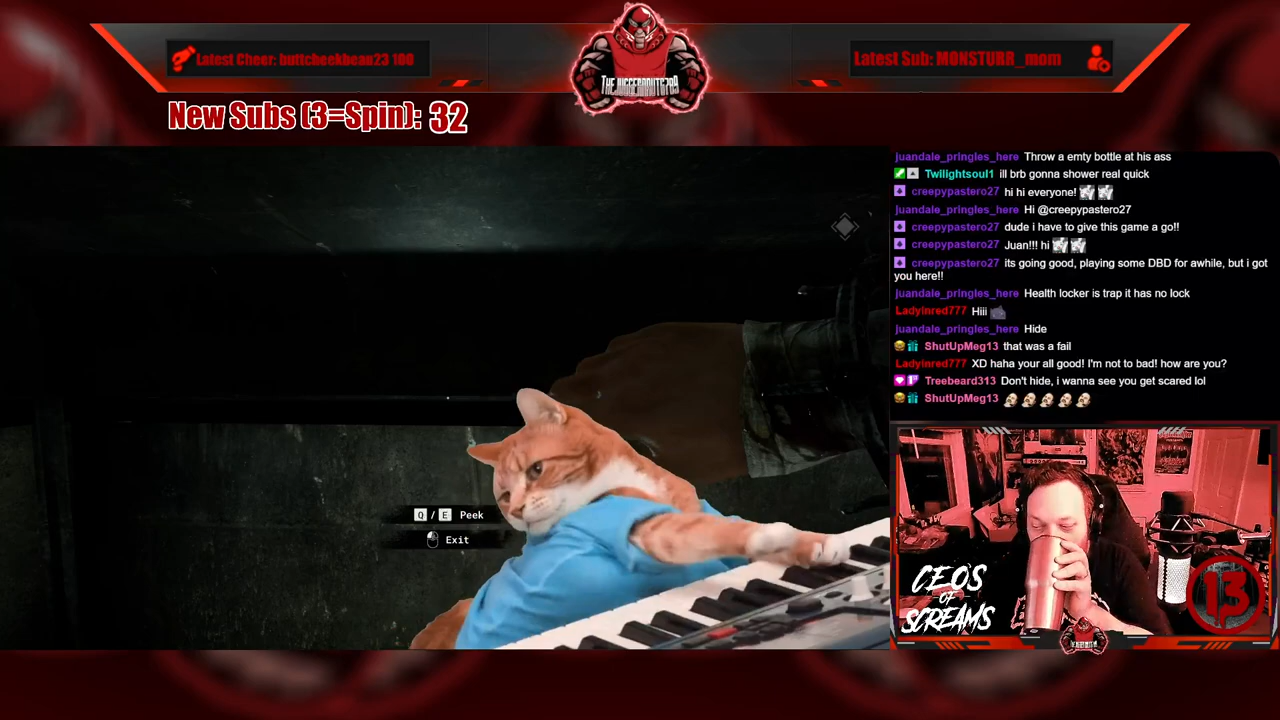 Latest Cheer: buttcheekbeau23 100
THEJUGGERNAUT6789
Latest Sub: MONSTURR_mom
New Subs (3=Spin): 32
juandale_pringles_here Throw a emty bottle at his ass
Twilightsoul1 ill brb gonna shower real quick
creepypastero27 hi hi everyone!
juandale_pringles_here Hi @creepypastero27
creepypastero27 dude i have to give this game a go!!
creepypastero27 Juan!!! hi
creepypastero27 its going good, playing some DBD for awhile, but i got
you here!!
juandale_pringles_here Health locker is trap it has no lock
Ladyinred777 Hiii
juandale_pringles_here Hide
ShutUpMeg13 that was a fail
Ladyinred777 XD haha your all good! I'm not to bad! how are you?
Treebeard313 Don't hide, i wanna see you get scared lol
ShutUpMeg13
Q / E Peek
Exit
CEOS
OF
SCREAMS
13